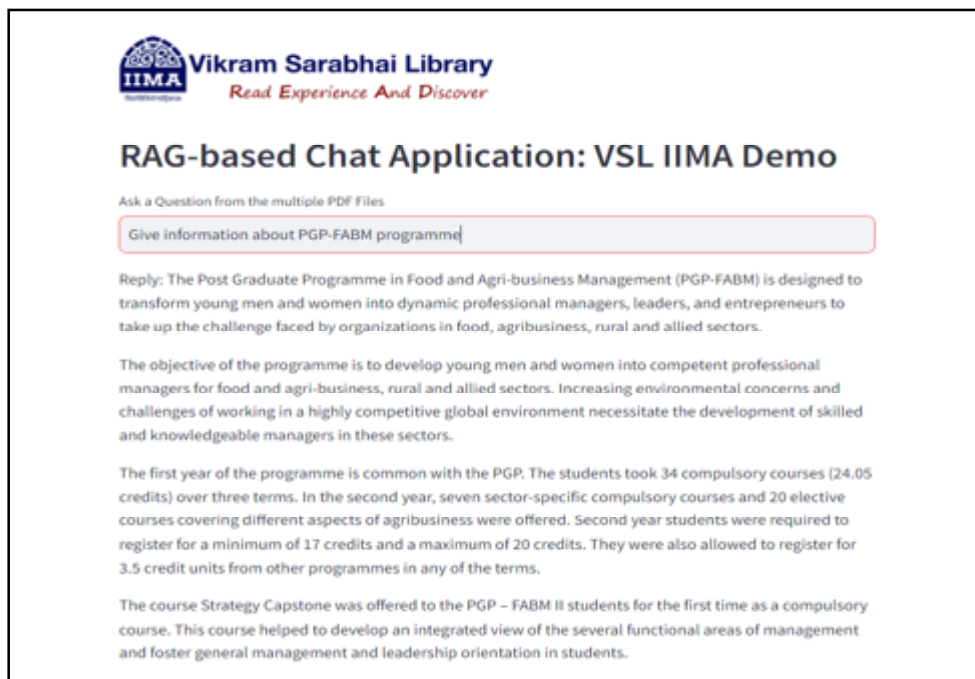 IIMA
Vikram Sarabhai Library
Read Experience And Discover
RAG-based Chat Application: VSL IIMA Demo
Ask a Question from the multiple PDF Files
Give information about PGP-FABM programme
Reply: The Post Graduate Programme in Food and Agri-business Management (PGP-FABM) is designed to
transform young men and women into dynamic professional managers, leaders, and entrepreneurs to
take up the challenge faced by organizations in food, agribusiness, rural and allied sectors.
The objective of the programme is to develop young men and women into competent professional
managers for food and agri-business, rural and allied sectors. Increasing environmental concerns and
challenges of working in a highly competitive global environment necessitate the development of skilled
and knowledgeable managers in these sectors.
The first year of the programme is common with the PGP. The students took 34 compulsory courses (24.05
credits) over three terms. In the second year, seven sector-specific compulsory courses and 20 elective
courses covering different aspects of agribusiness were offered. Second year students were required to
register for a minimum of 17 credits and a maximum of 20 credits. They were also allowed to register for
3.5 credit units from other programmes in any of the terms.
The course Strategy Capstone was offered to the PGP – FABM II students for the first time as a compulsory
course. This course helped to develop an integrated view of the several functional areas of management
and foster general management and leadership orientation in students.